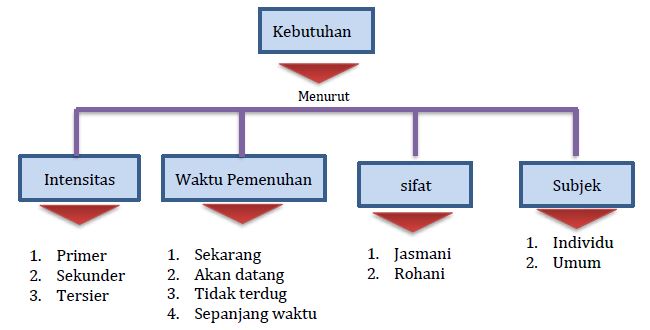 Kebutuhan
Menurut
Intensitas
Waktu Pemenuhan
sifat
Subjek
1. Primer
2. Sekunder
3. Tersier
1. Sekarang
2. Akan datang
3. Tidak terdug
4. Sepanjang waktu
1. Jasmani
2. Rohani
1. Individu
2. Umum